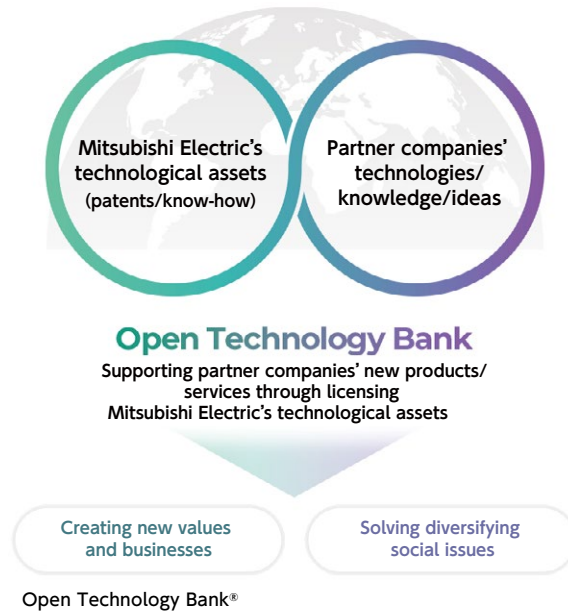 Mitsubishi Electric’s
technological assets
(patents/know-how)
Partner companies’
technologies/
knowledge/ideas
Open Technology Bank
Supporting partner companies’ new products/
services through licensing
Mitsubishi Electric’s technological assets
Creating new values
and businesses
Solving diversifying
social issues
Open Technology Bank®